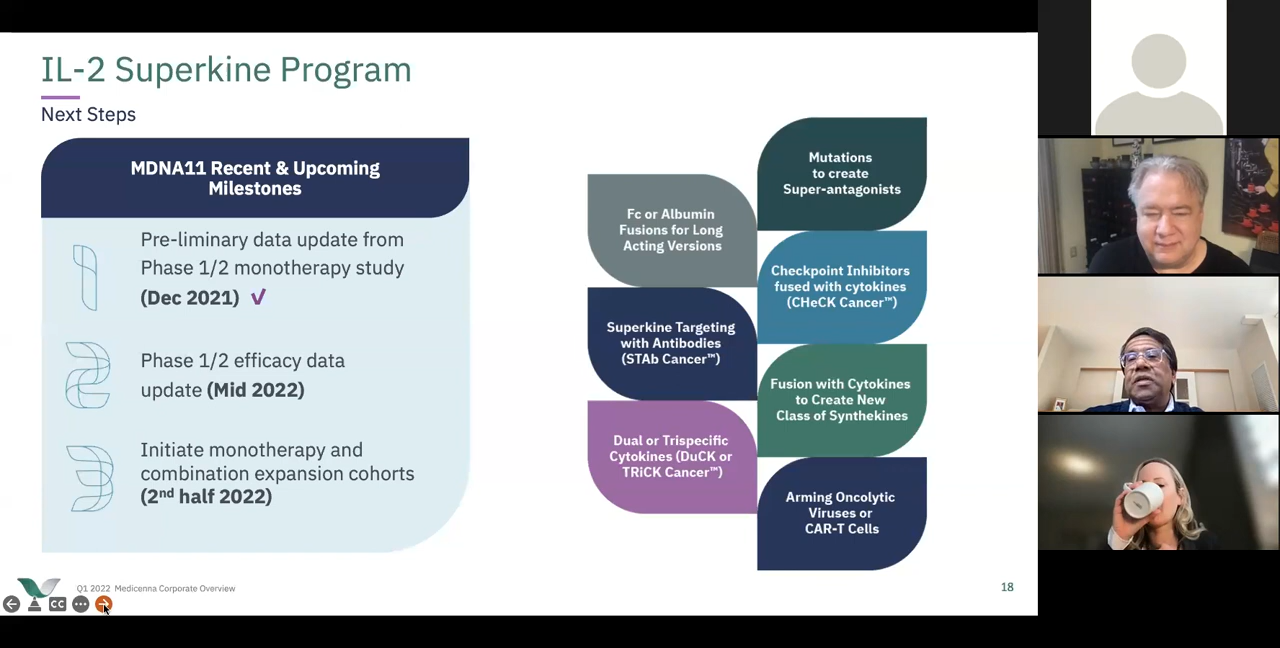 IL-2 Superkine Program
Next Steps
MDNA11 Recent & Upcoming
Milestones
1
Pre-liminary data update from
Phase 1/2 monotherapy study
(Dec 2021) ✓
2
Phase 1/2 efficacy data
update (Mid 2022)
3
Initiate monotherapy and
combination expansion cohorts
(2nd half 2022)
Fc or Albumin
Fusions for Long
Acting Versions
Superkine Targeting
with Antibodies
(STAb Cancer™)
Dual or Trispecific
Cytokines (DuCK or
TRiCK Cancer™)
Mutations
to create
Super-antagonists
Checkpoint Inhibitors
fused with cytokines
(CHeCK Cancer™)
Fusion with Cytokines
to Create New
Class of Synthekines
Arming Oncolytic
Viruses or
CAR-T Cells
Q1 2022 Medicenna Corporate Overview
18
CC